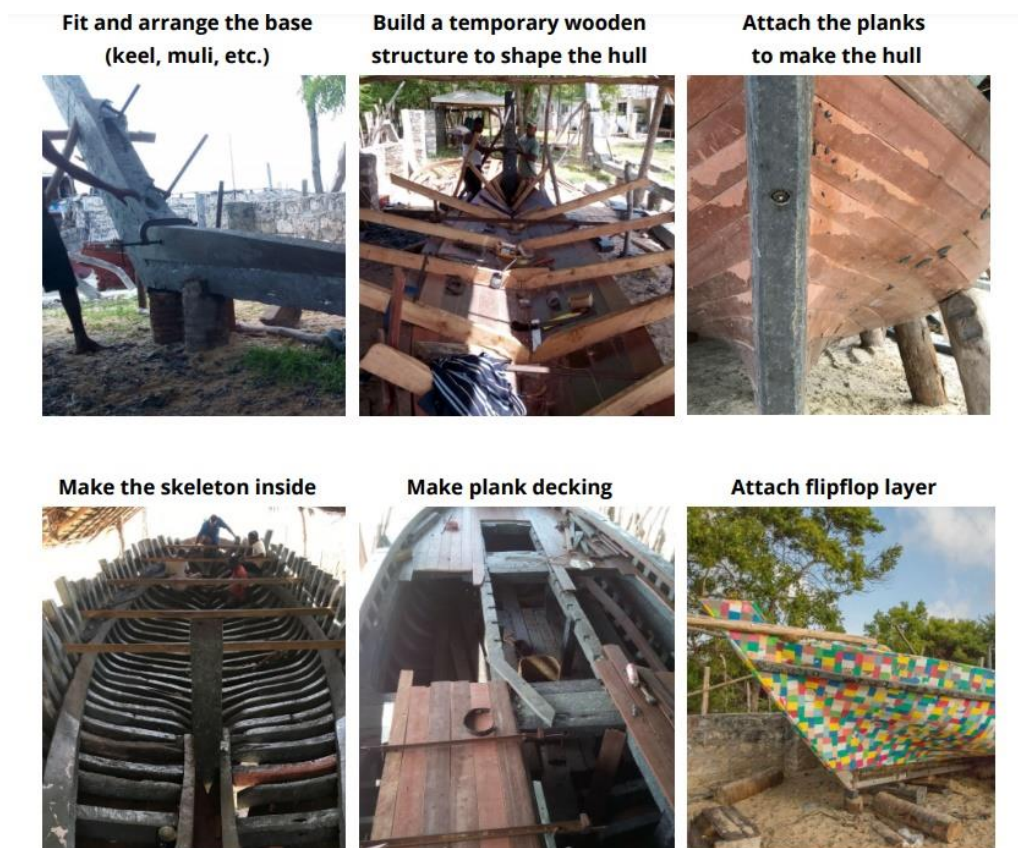 Fit and arrange the base
(keel, muli, etc.)
Build a temporary wooden
structure to shape the hull
Attach the planks
to make the hull
Make the skeleton inside
Make plank decking
Attach flipflop layer